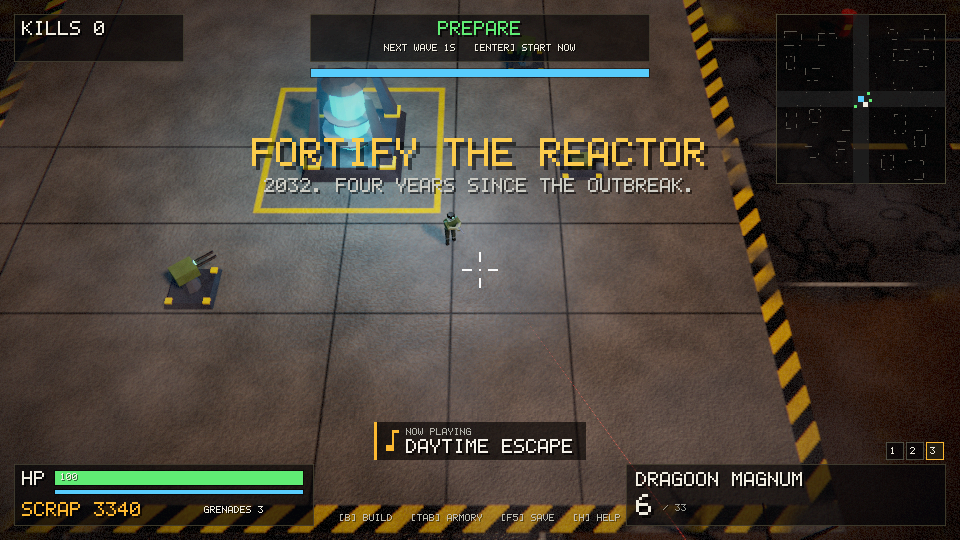 KILLS 0
PREPARE
NEXT WAVE 1S [ENTER] START NOW
FORTIFY THE REACTOR
2032. FOUR YEARS SINCE THE OUTBREAK.
NOW PLAYING
DAYTIME ESCAPE
1 2 3
HP 100
SCRAP 3340
GRENADES 3
[B] BUILD [TAB] ARMORY [F5] SAVE [H] HELP
DRAGOON MAGNUM
6 / 33